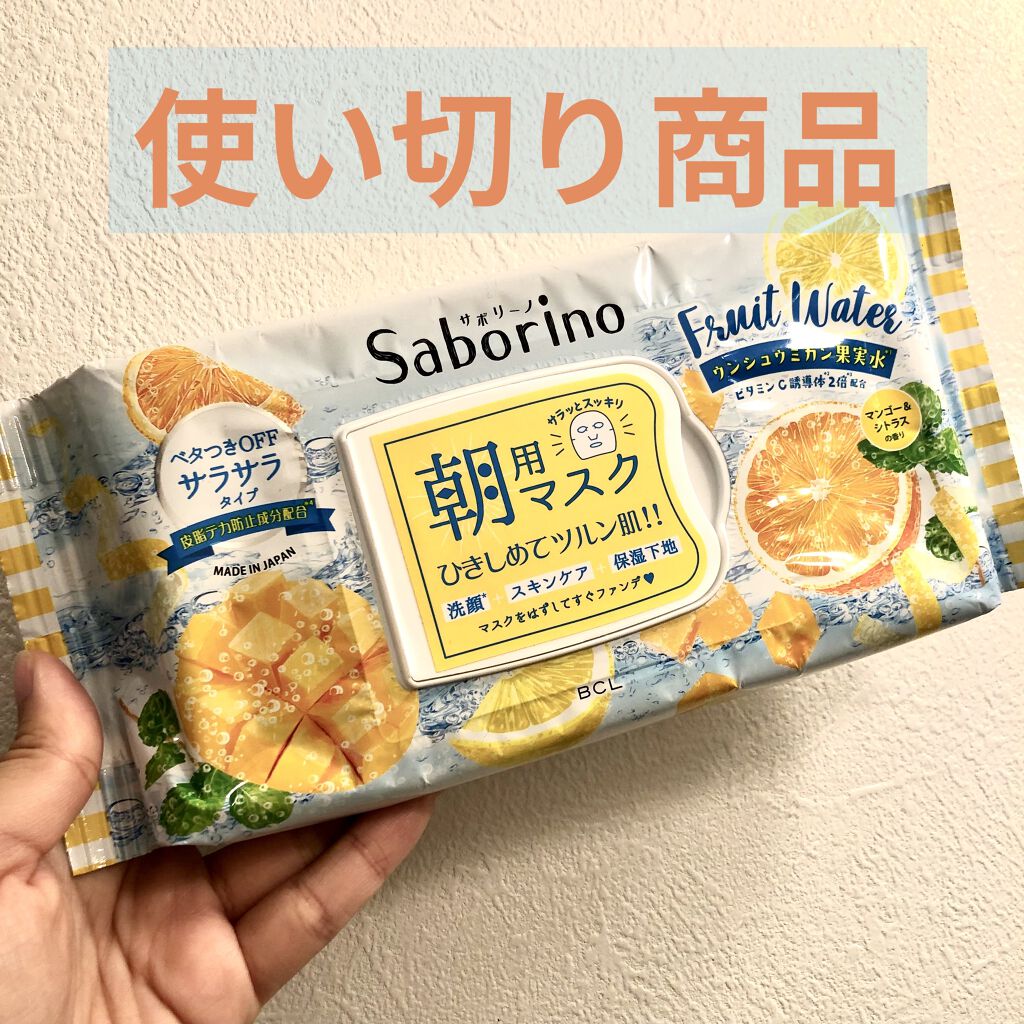 使い切り商品
サボリーノ
Saborino
Fruit Water
ウンシュウミカン果実水
ビタミンC誘導体*³2倍*³配合
マンゴー&
シトラス
の香り
ベタつきOFF
サラサラ
タイプ
皮脂テカ防止成分配合*⁴
MADE IN JAPAN
サラッとスッキリ
朝用マスク
ひきしめてツルン肌!!
洗顔*+スキンケア+保湿下地
マスクをはずしてすぐファンデ♥
BCL